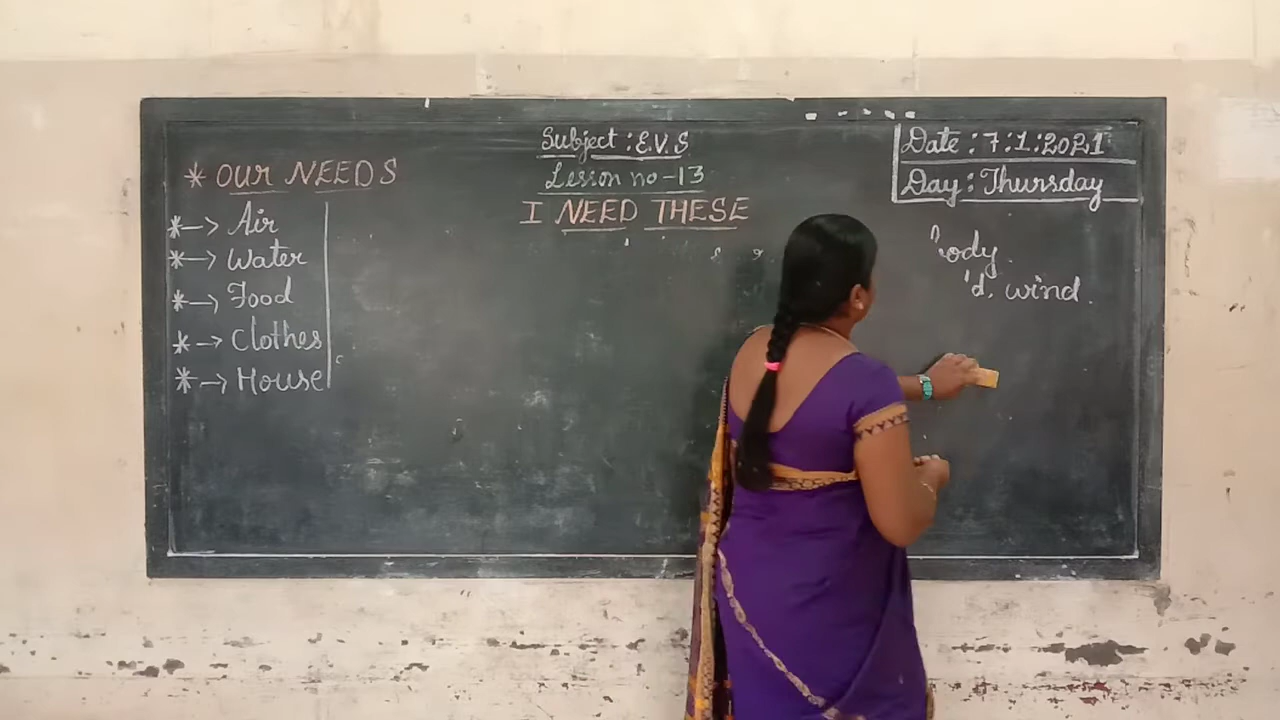 Subject : E.V.S
Lesson no - 13
I NEED THESE
Date : 7:1:2021
Day : Thursday
* OUR NEEDS
*-> Air
*-> Water
*-> Food
*-> Clothes
*-> House
ody.
d, wind.